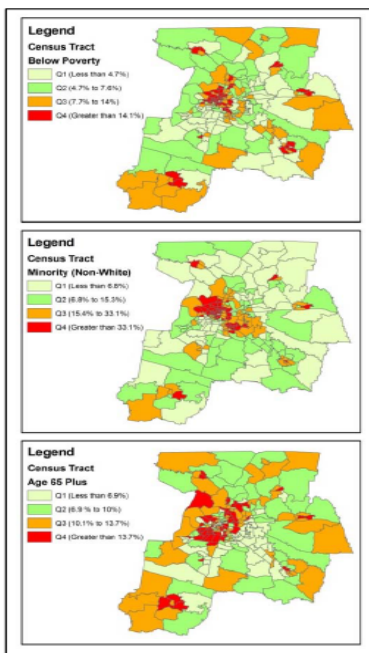 Legend
Census Tract
Below Poverty
Q1 (Less than 4.7%)
Q2 (4.7% to 7.6%)
Q3 (7.7% to 14%)
Q4 (Greater than 14.1%)
Legend
Census Tract
Minority (Non-White)
Q1 (Less than 6.8%)
Q2 (6.8% to 15.3%)
Q3 (15.4% to 33.1%)
Q4 (Greater than 33.1%)
Legend
Census Tract
Age 65 Plus
Q1 (Less than 6.9%)
Q2 (6.9 % to 10%)
Q3 (10.1% to 13.7%)
Q4 (Greater than 13.7%)